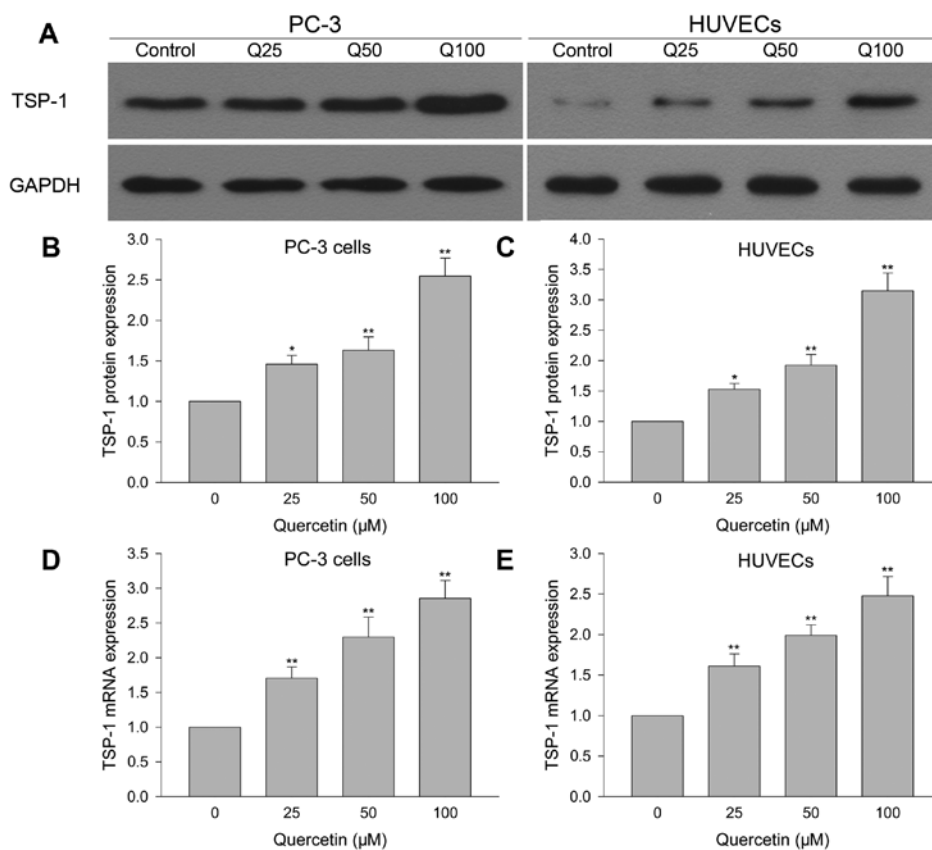 A
PC-3
HUVECs
Control Q25 Q50 Q100
Control Q25 Q50 Q100
TSP-1
GAPDH
B
PC-3 cells
TSP-1 protein expression
3.0
2.5
2.0
1.5
1.0
0.5
0.0
*
**
**
0 25 50 100
Quercetin (µM)
C
HUVECs
TSP-1 protein expression
4.0
3.5
3.0
2.5
2.0
1.5
1.0
0.5
0.0
*
**
**
0 25 50 100
Quercetin (µM)
D
PC-3 cells
TSP-1 mRNA expression
3.5
3.0
2.5
2.0
1.5
1.0
0.5
0.0
**
**
**
0 25 50 100
Quercetin (µM)
E
HUVECs
TSP-1 mRNA expression
3.0
2.5
2.0
1.5
1.0
0.5
0.0
**
**
**
0 25 50 100
Quercetin (µM)